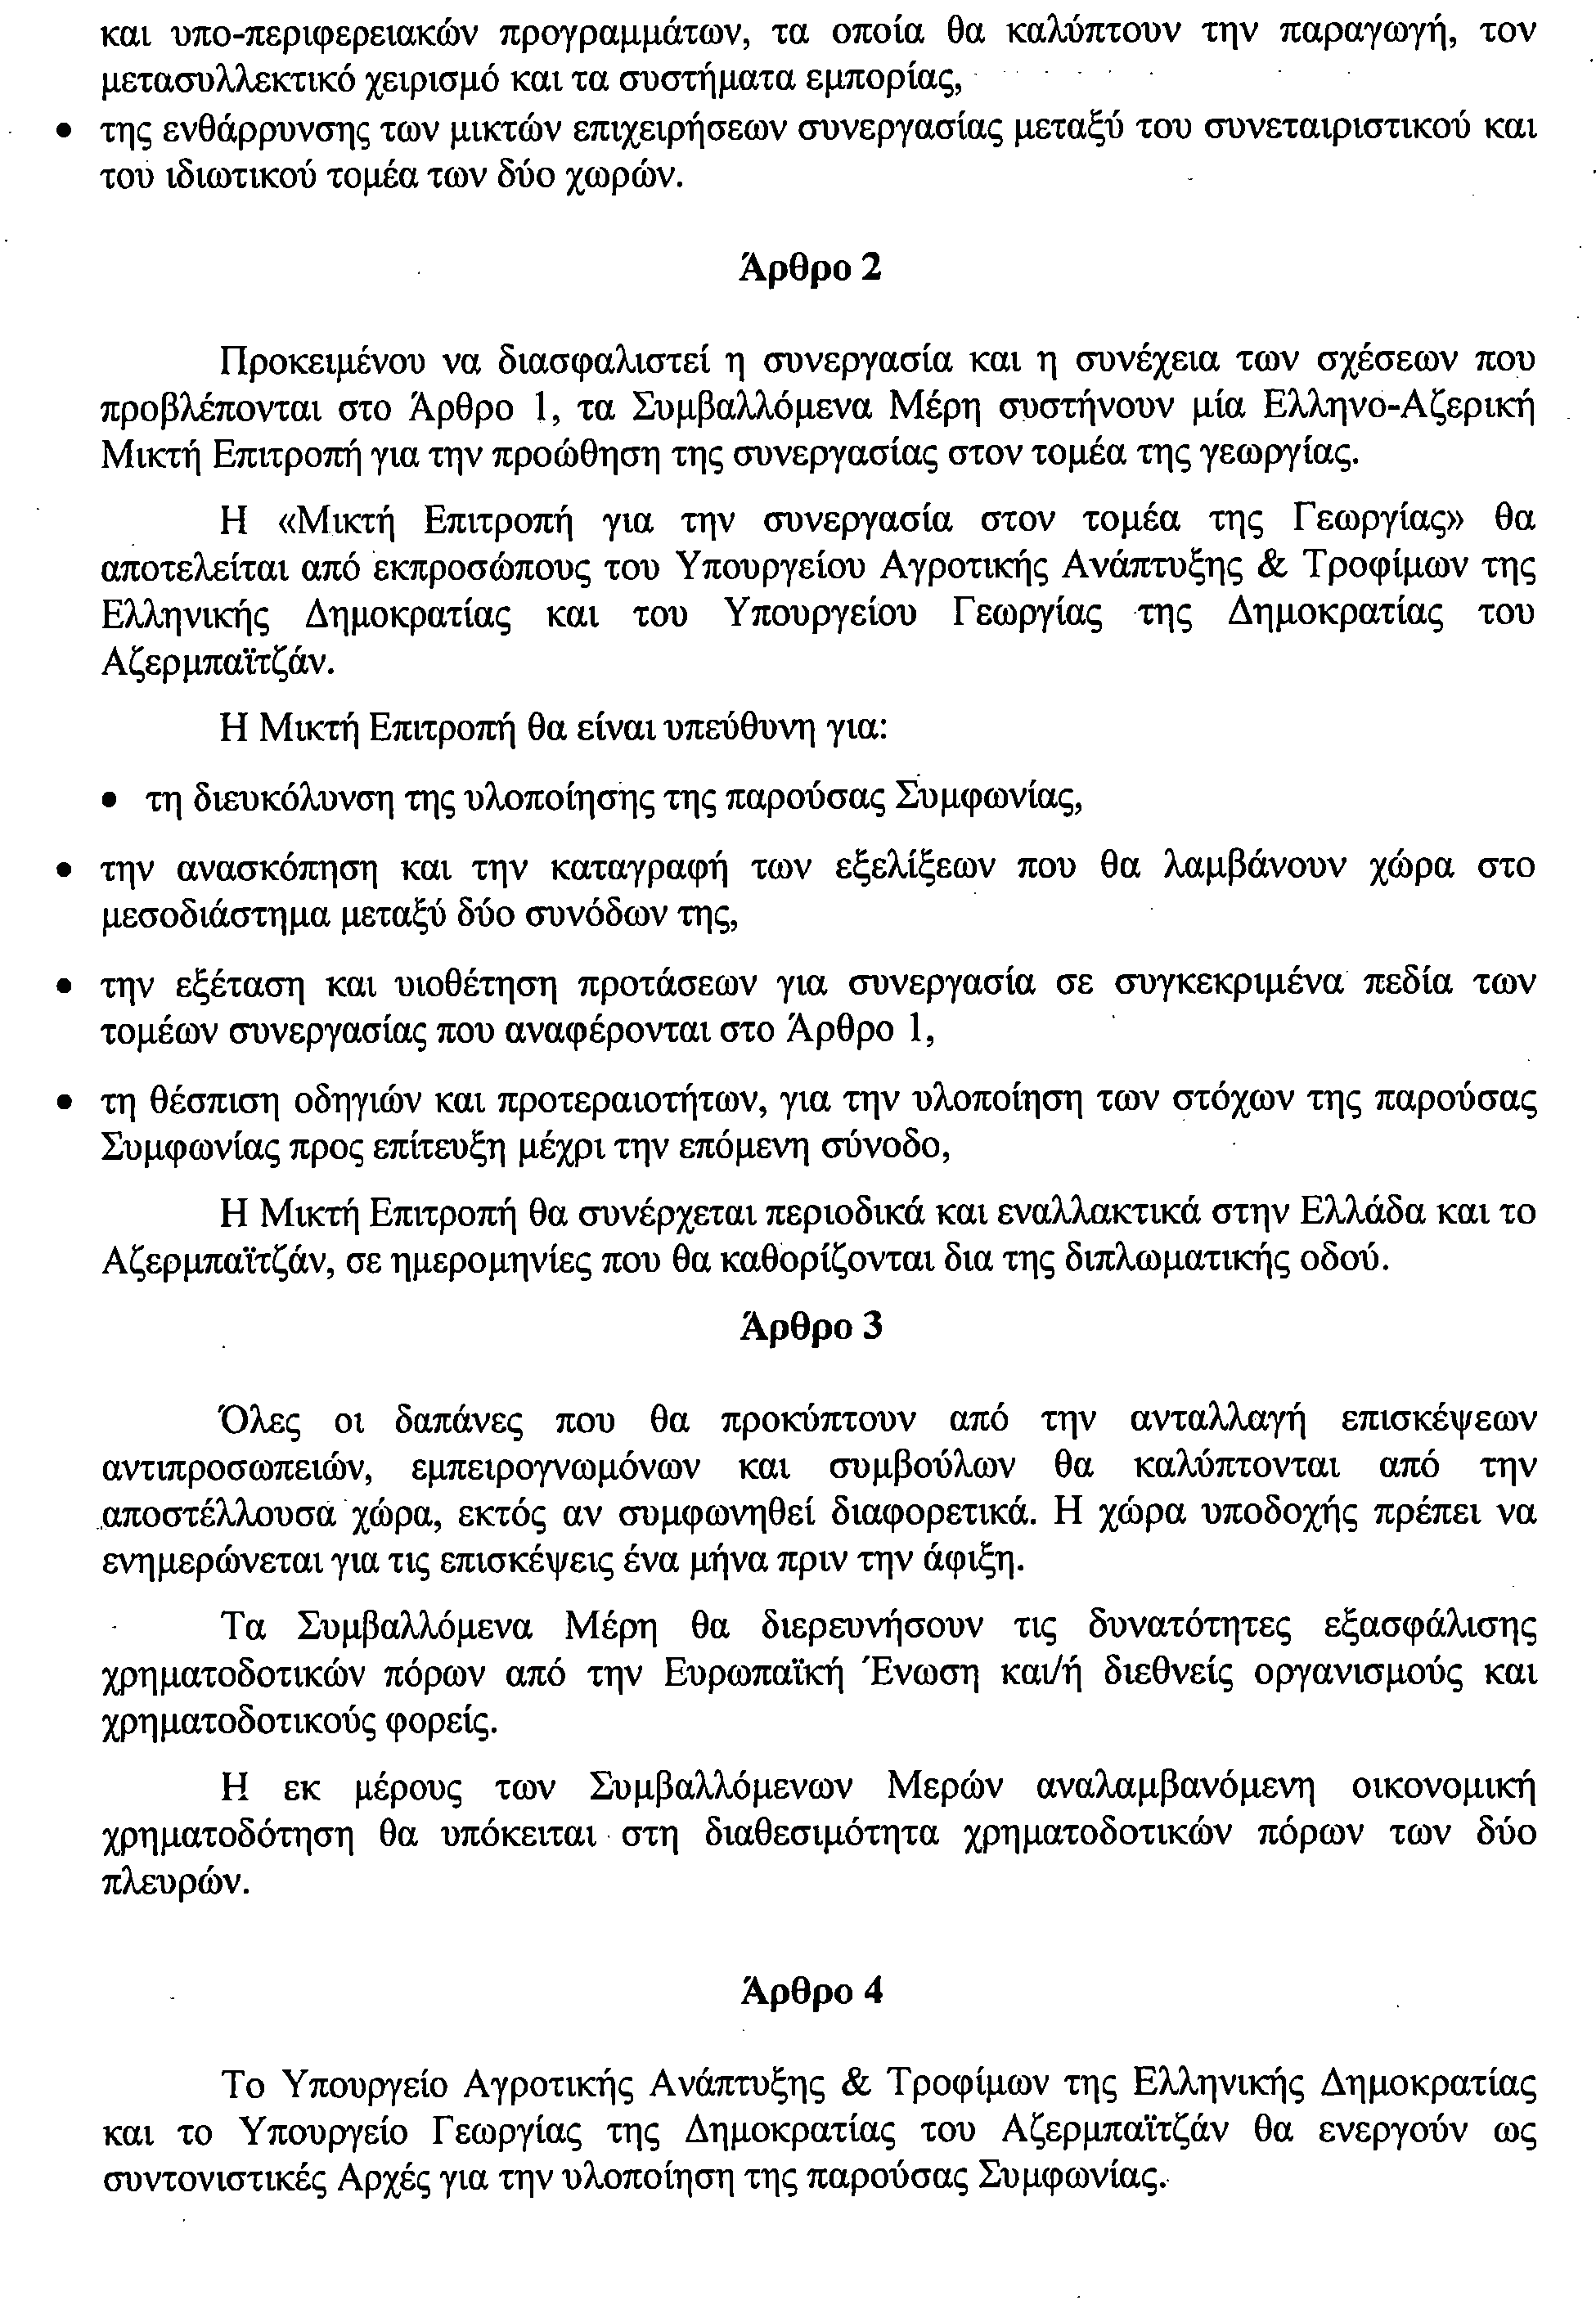 και υπο-περιφερειακών προγραμμάτων, τα οποία θα καλύπτουν την παραγωγή, τον
μετασυλλεκτικό χειρισμό και τα συστήματα εμπορίας,
• της ενθάρρυνσης των μικτών επιχειρήσεων συνεργασίας μεταξύ του συνεταιριστικού και
του ιδιωτικού τομέα των δύο χωρών.
Άρθρο 2
Προκειμένου να διασφαλιστεί η συνεργασία και η συνέχεια των σχέσεων που
προβλέπονται στο Άρθρο 1, τα Συμβαλλόμενα Μέρη συστήνουν μία Ελληνο-Αζερική
Μικτή Επιτροπή για την προώθηση της συνεργασίας στον τομέα της γεωργίας.
Η «Μικτή Επιτροπή για την συνεργασία στον τομέα της Γεωργίας» θα
αποτελείται από εκπροσώπους του Υπουργείου Αγροτικής Ανάπτυξης & Τροφίμων της
Ελληνικής Δημοκρατίας και του Υπουργείου Γεωργίας της Δημοκρατίας του
Αζερμπαϊτζάν.
Η Μικτή Επιτροπή θα είναι υπεύθυνη για:
• τη διευκόλυνση της υλοποίησης της παρούσας Συμφωνίας,
• την ανασκόπηση και την καταγραφή των εξελίξεων που θα λαμβάνουν χώρα στο
μεσοδιάστημα μεταξύ δύο συνόδων της,
• την εξέταση και υιοθέτηση προτάσεων για συνεργασία σε συγκεκριμένα πεδία των
τομέων συνεργασίας που αναφέρονται στο Άρθρο 1,
• τη θέσπιση οδηγιών και προτεραιοτήτων, για την υλοποίηση των στόχων της παρούσας
Συμφωνίας προς επίτευξη μέχρι την επόμενη σύνοδο,
Η Μικτή Επιτροπή θα συνέρχεται περιοδικά και εναλλακτικά στην Ελλάδα και το
Αζερμπαϊτζάν, σε ημερομηνίες που θα καθορίζονται δια της διπλωματικής οδού.
Άρθρο 3
Όλες οι δαπάνες που θα προκύπτουν από την ανταλλαγή επισκέψεων
αντιπροσωπειών, εμπειρογνωμόνων και συμβούλων θα καλύπτονται από την
αποστέλλουσα χώρα, εκτός αν συμφωνηθεί διαφορετικά. Η χώρα υποδοχής πρέπει να
ενημερώνεται για τις επισκέψεις ένα μήνα πριν την άφιξη.
Τα Συμβαλλόμενα Μέρη θα διερευνήσουν τις δυνατότητες εξασφάλισης
χρηματοδοτικών πόρων από την Ευρωπαϊκή Ένωση και/ή διεθνείς οργανισμούς και
χρηματοδοτικούς φορείς.
Η εκ μέρους των Συμβαλλόμενων Μερών αναλαμβανόμενη οικονομική
χρηματοδότηση θα υπόκειται στη διαθεσιμότητα χρηματοδοτικών πόρων των δύο
πλευρών.
Άρθρο 4
Το Υπουργείο Αγροτικής Ανάπτυξης & Τροφίμων της Ελληνικής Δημοκρατίας
και το Υπουργείο Γεωργίας της Δημοκρατίας του Αζερμπαϊτζάν θα ενεργούν ως
συντονιστικές Αρχές για την υλοποίηση της παρούσας Συμφωνίας.